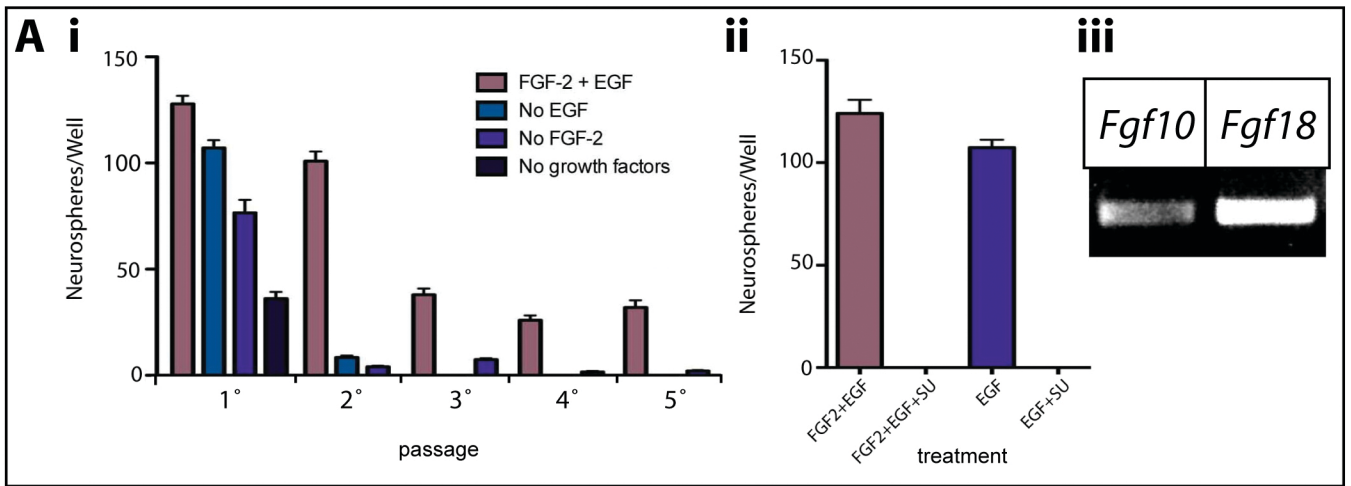 A i
150
100
50
0
Neurospheres/Well
FGF-2 + EGF
No EGF
No FGF-2
No growth factors
1°
2°
3°
4°
5°
passage
ii
150
100
50
0
Neurospheres/Well
FGF2+EGF
FGF2+EGF+SU
EGF
EGF+SU
treatment
iii
Fgf10 Fgf18